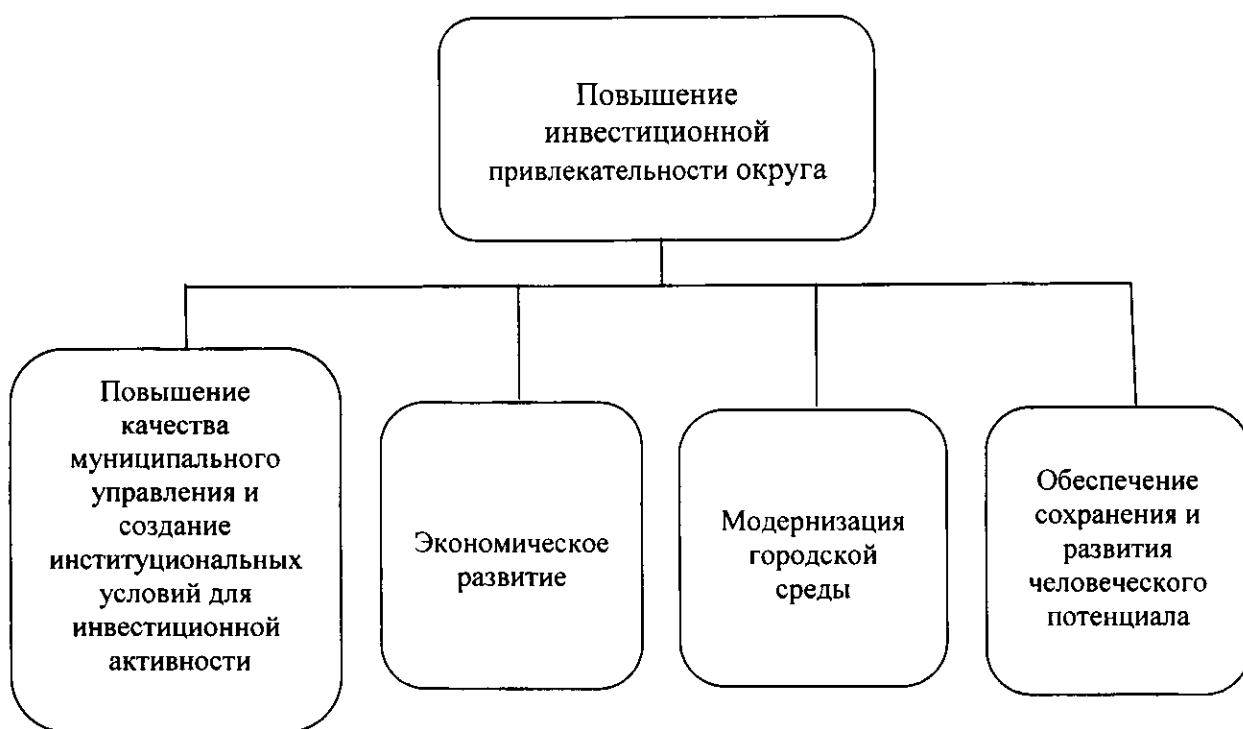 Повышение
инвестиционной
привлекательности округа
Повышение
качества
муниципального
управления и
создание
институциональных
условий для
инвестиционной
активности
Экономическое
развитие
Модернизация
городской
среды
Обеспечение
сохранения и
развития
человеческого
потенциала